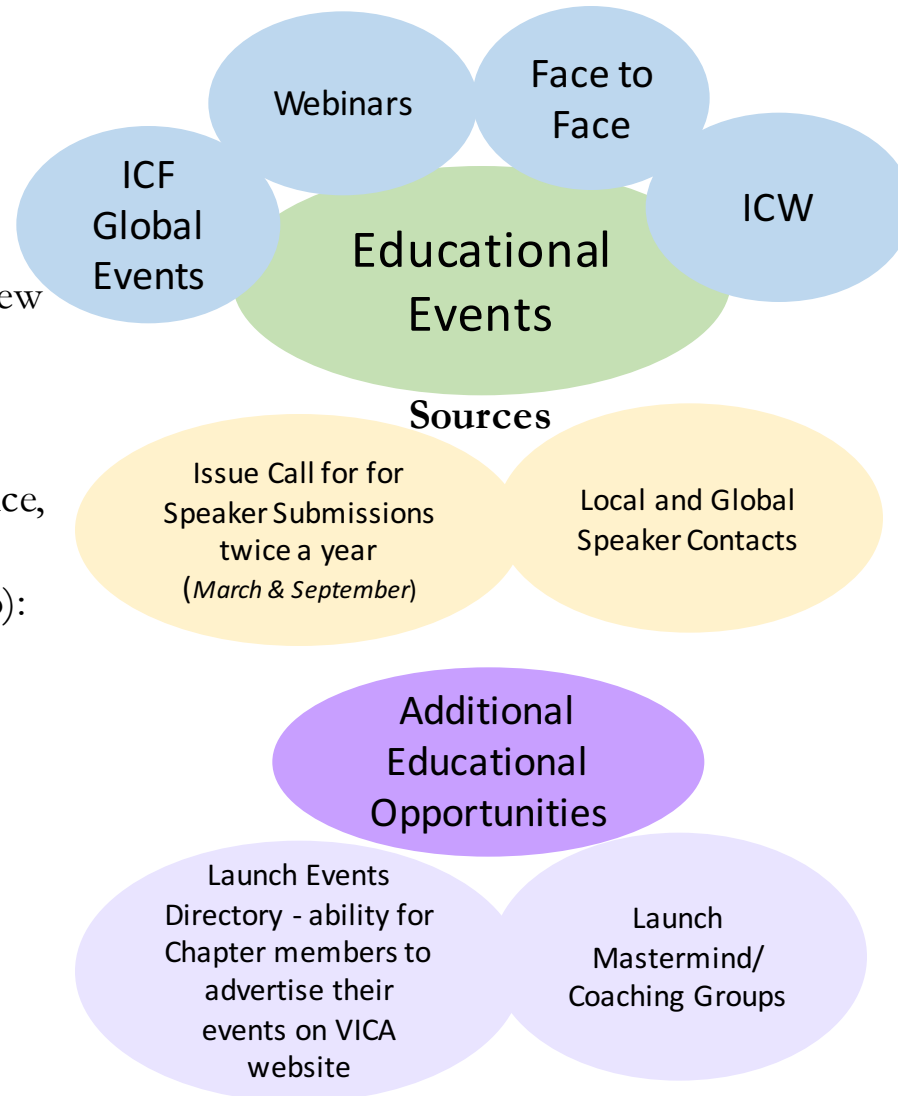 Webinars
Face to
Face
ICF
Global
Events
ICW
Educational
Events
Sources
Issue Call for for
Speaker Submissions
twice a year
(March & September)
Local and Global
Speaker Contacts
Additional
Educational
Opportunities
Launch Events
Directory - ability for
Chapter members to
advertise their
events on VICA
website
Launch
Mastermind/
Coaching Groups